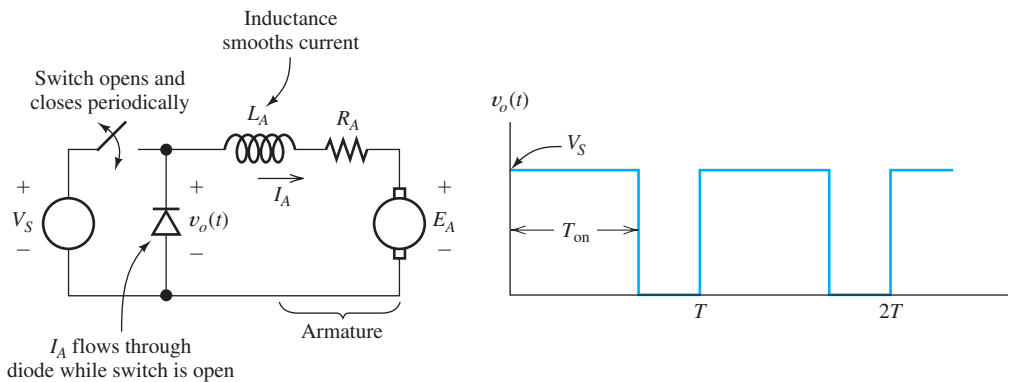 Inductance
smooths current
Switch opens and
closes periodically
L_A
R_A
I_A
+
V_S
−
+
v_o(t)
−
+
E_A
−
Armature
I_A flows through
diode while switch is open
v_o(t)
V_S
T_on
T
2T